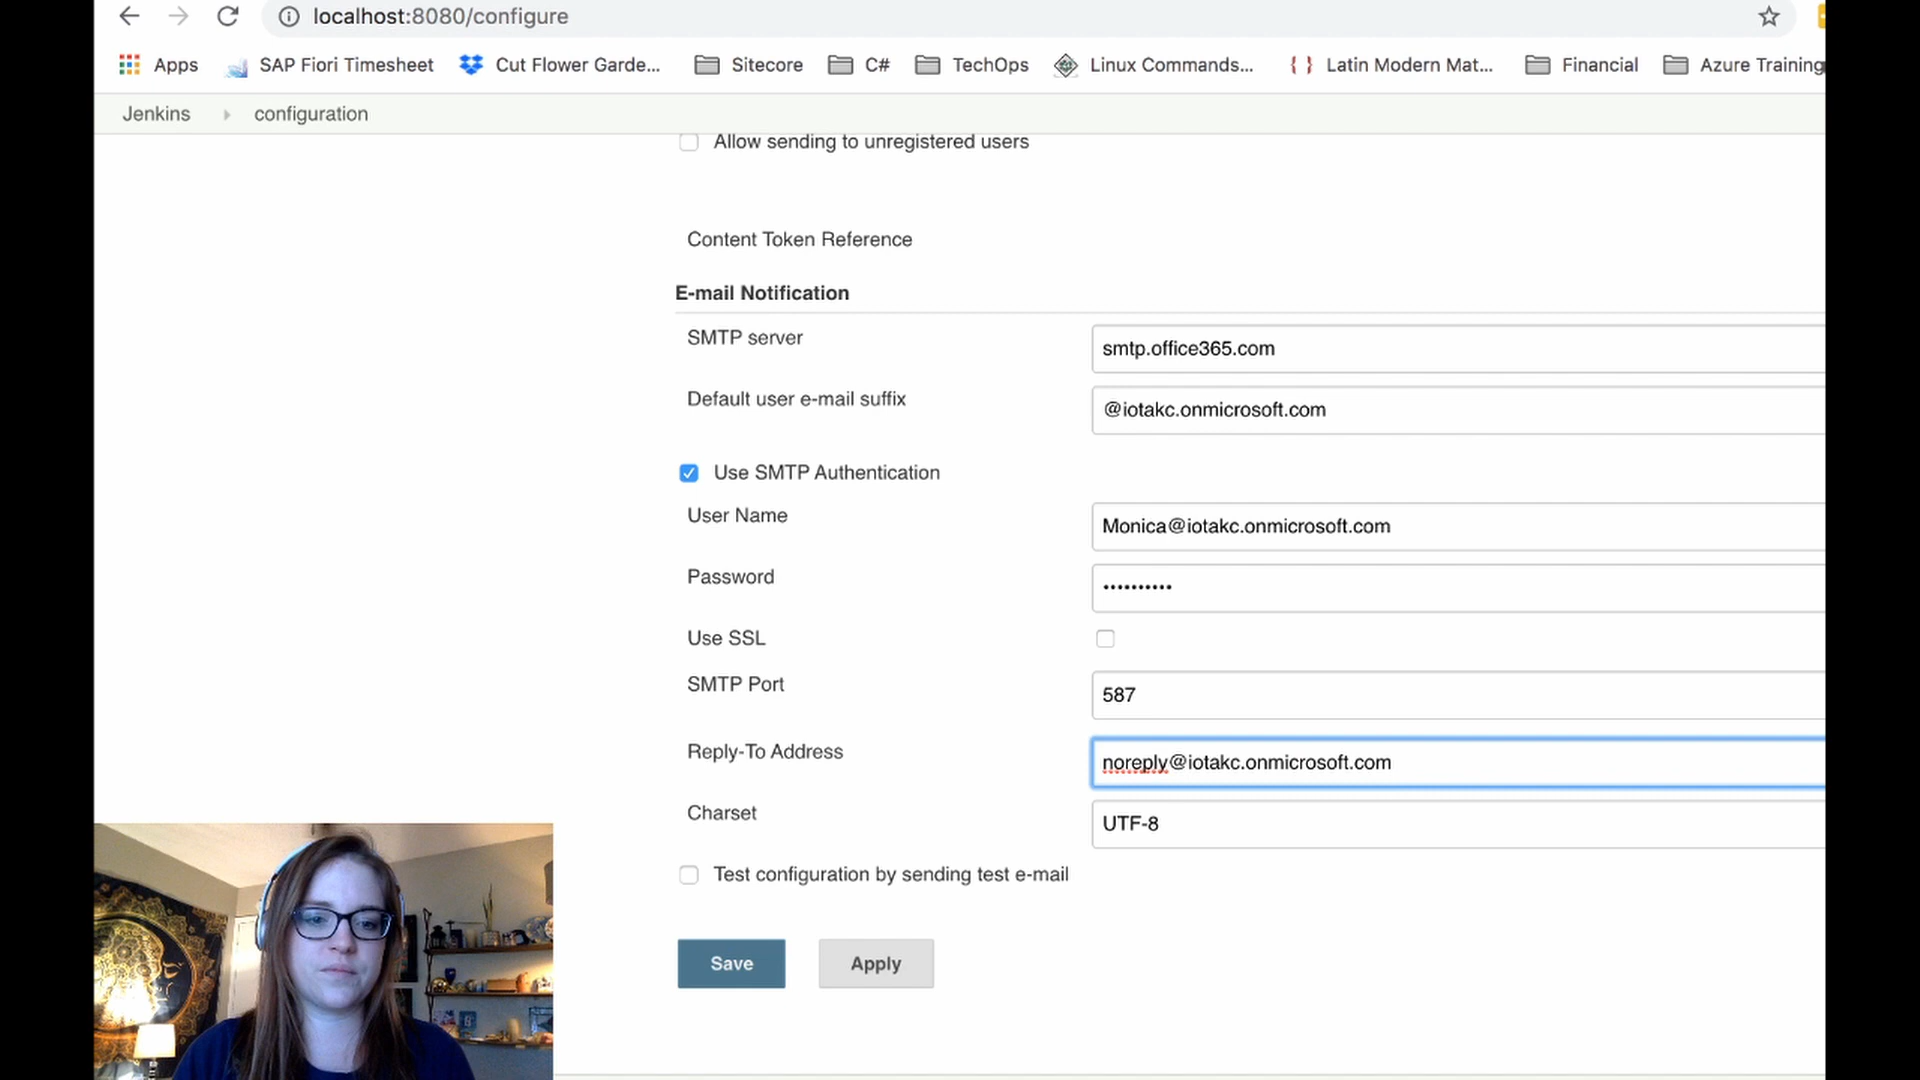 localhost:8080/configure
Apps SAP Fiori Timesheet Cut Flower Garde... Sitecore C# TechOps Linux Commands... Latin Modern Mat... Financial Azure Training
Jenkins configuration
Allow sending to unregistered users
Content Token Reference
E-mail Notification
SMTP server smtp.office365.com
Default user e-mail suffix @iotakc.onmicrosoft.com
Use SMTP Authentication
User Name Monica@iotakc.onmicrosoft.com
Password ••••••••••
Use SSL
SMTP Port 587
Reply-To Address noreply@iotakc.onmicrosoft.com
Charset UTF-8
Test configuration by sending test e-mail
Save Apply